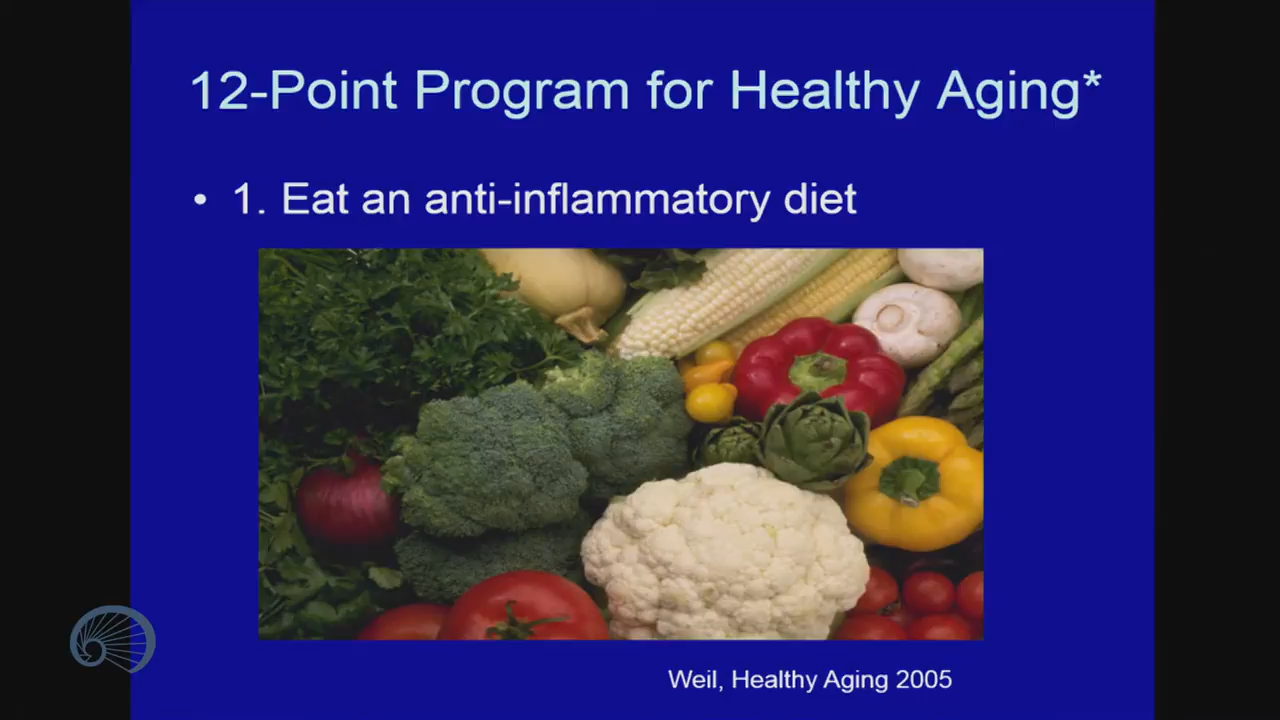 12-Point Program for Healthy Aging*
• 1. Eat an anti-inflammatory diet
Weil, Healthy Aging 2005